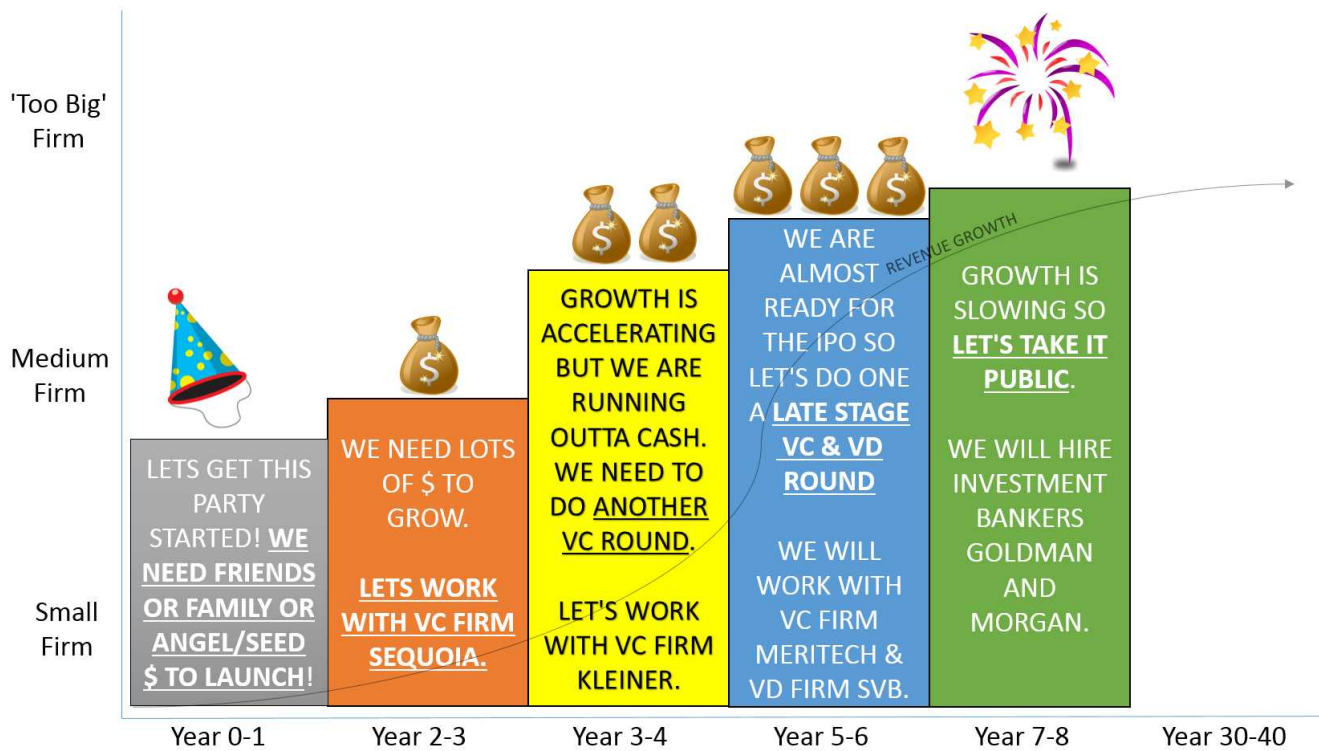 'Too Big'
Firm
Medium
Firm
Small
Firm
LETS GET THIS
PARTY
STARTED! WE
NEED FRIENDS
OR FAMILY OR
ANGEL/SEED
$ TO LAUNCH!
$
WE NEED LOTS
OF $ TO
GROW.
LETS WORK
WITH VC FIRM
SEQUOIA.
$ $
GROWTH IS
ACCELERATING
BUT WE ARE
RUNNING
OUTTA CASH.
WE NEED TO
DO ANOTHER
VC ROUND.
LET'S WORK
WITH VC FIRM
KLEINER.
$ $ $
WE ARE
ALMOST
READY FOR
THE IPO SO
LET'S DO ONE
A LATE STAGE
VC & VD
ROUND
WE WILL
WORK WITH
VC FIRM
MERITECH &
VD FIRM SVB.
REVENUE GROWTH
GROWTH IS
SLOWING SO
LET'S TAKE IT
PUBLIC.
WE WILL HIRE
INVESTMENT
BANKERS
GOLDMAN
AND
MORGAN.
Year 0-1
Year 2-3
Year 3-4
Year 5-6
Year 7-8
Year 30-40